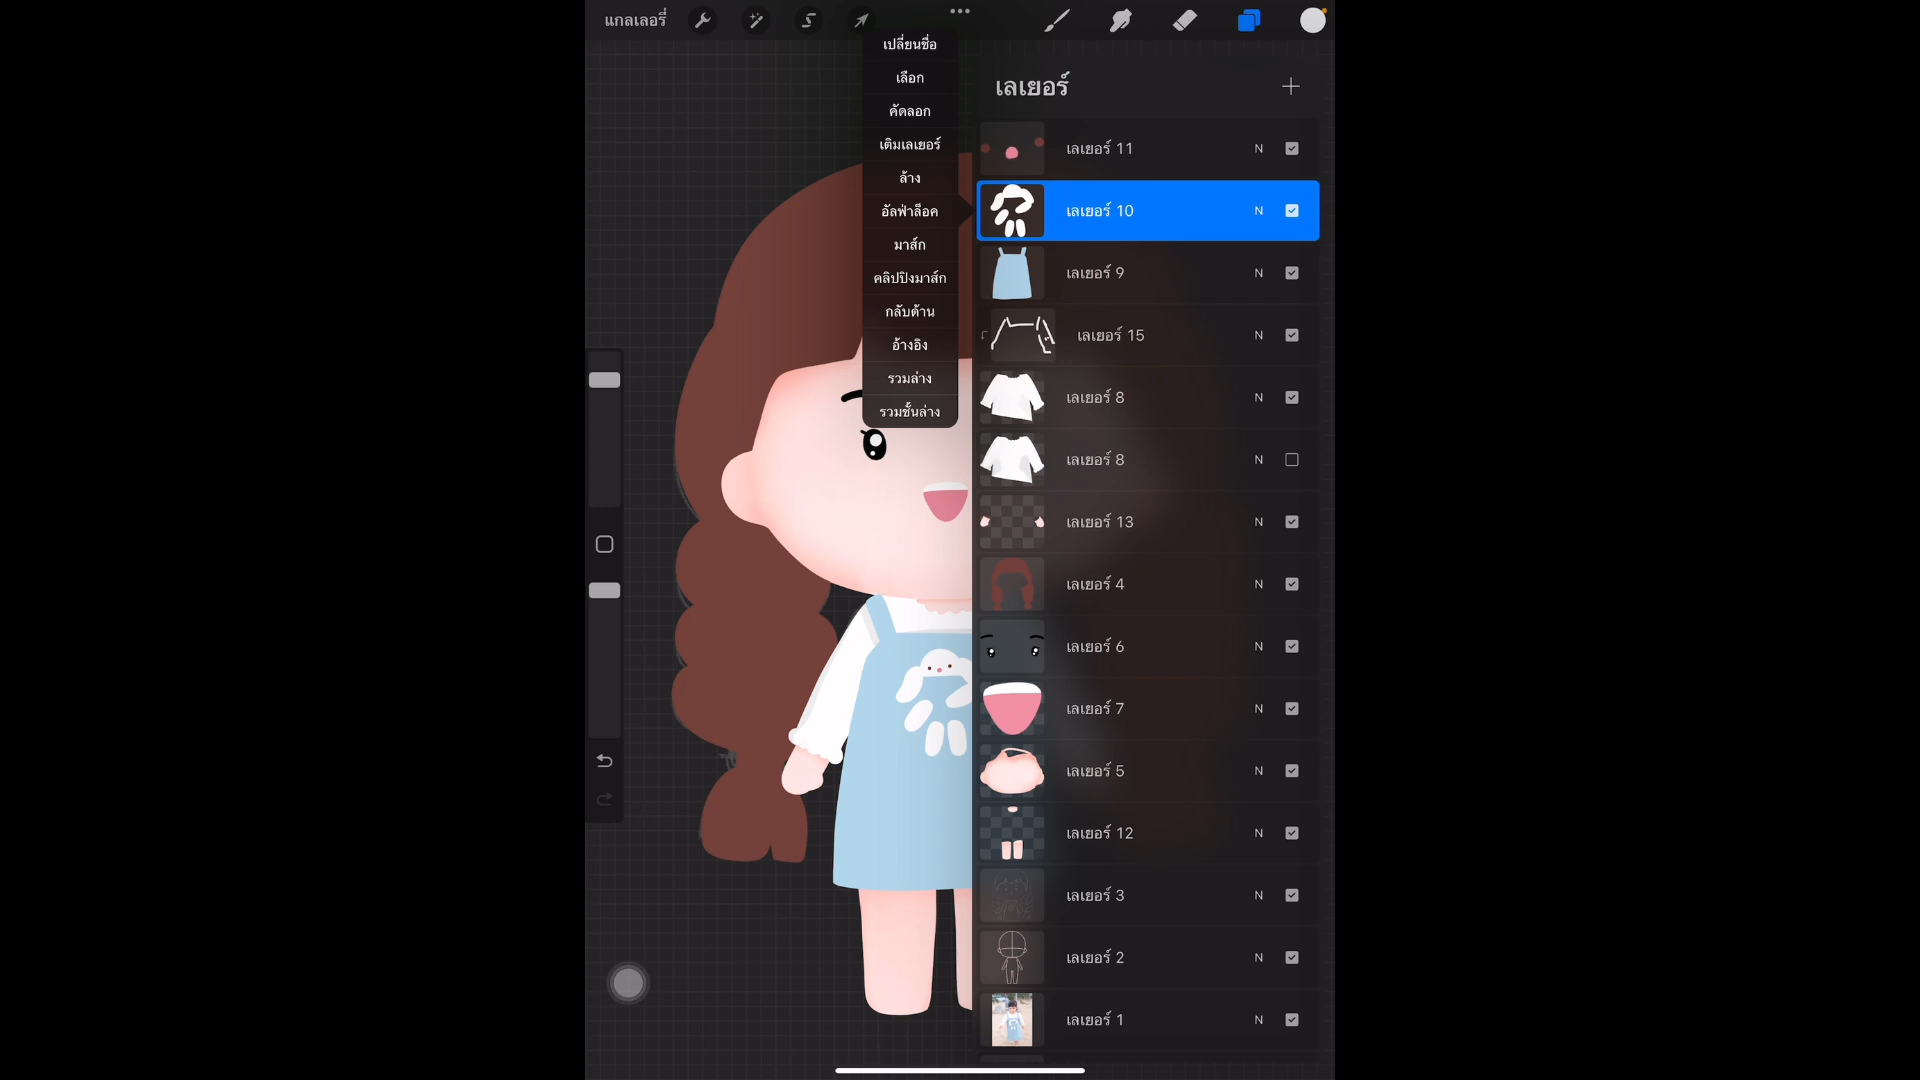 แกลเลอรี่
เปลี่ยนชื่อ
เลือก
คัดลอก
เติมเลเยอร์
ล้าง
อัลฟ่าล็อค
มาส์ก
คลิปปิงมาส์ก
กลับด้าน
อ้างอิง
รวมล่าง
รวมชั้นล่าง
เลเยอร์
เลเยอร์ 11 N
เลเยอร์ 10 N
เลเยอร์ 9 N
เลเยอร์ 15 N
เลเยอร์ 8 N
เลเยอร์ 8 N
เลเยอร์ 13 N
เลเยอร์ 4 N
เลเยอร์ 6 N
เลเยอร์ 7 N
เลเยอร์ 5 N
เลเยอร์ 12 N
เลเยอร์ 3 N
เลเยอร์ 2 N
เลเยอร์ 1 N